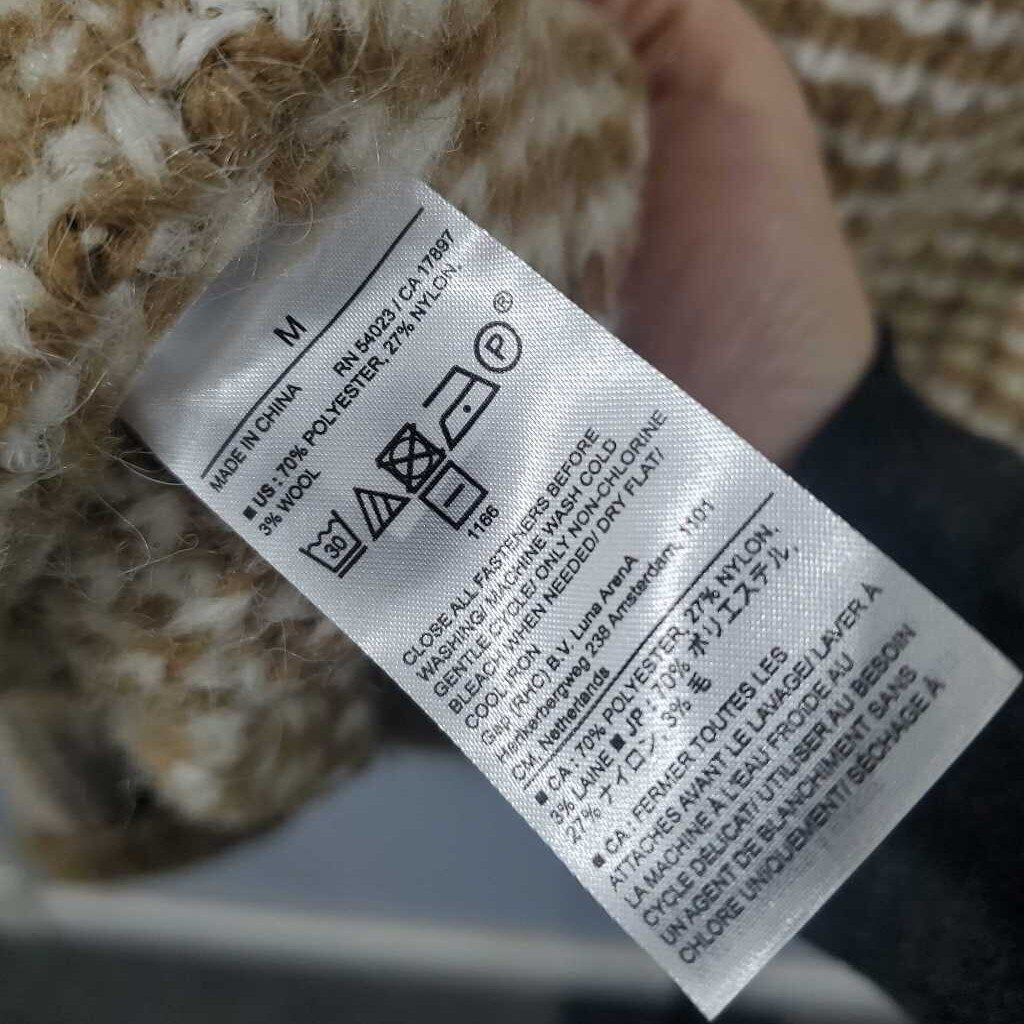 M
MADE IN CHINA RN 54023 / CA 17897
■ US : 70% POLYESTER, 27% NYLON,
3% WOOL
30
P ®
1166
CLOSE ALL FASTENERS BEFORE
WASHING/ MACHINE WASH COLD
GENTLE CYCLE/ ONLY NON-CHLORINE
BLEACH WHEN NEEDED/ DRY FLAT/
COOL IRON
Gap (RHC) B.V. Luna ArenA
Herikerbergweg 238 Amsterdam, 1101
CM, Netherlands
■ CA : 70% POLYESTER, 27% NYLON,
3% LAINE ■ JP : 70% ポリエステル,
27% ナイロン, 3% 毛
■ CA : FERMER TOUTES LES
ATTACHES AVANT LE LAVAGE/ LAVER À
LA MACHINE À L'EAU FROIDE AU
CYCLE DÉLICAT/ UTILISER AU BESOIN
UN AGENT DE BLANCHIMENT SANS
CHLORE UNIQUEMENT/ SÉCHAGE À